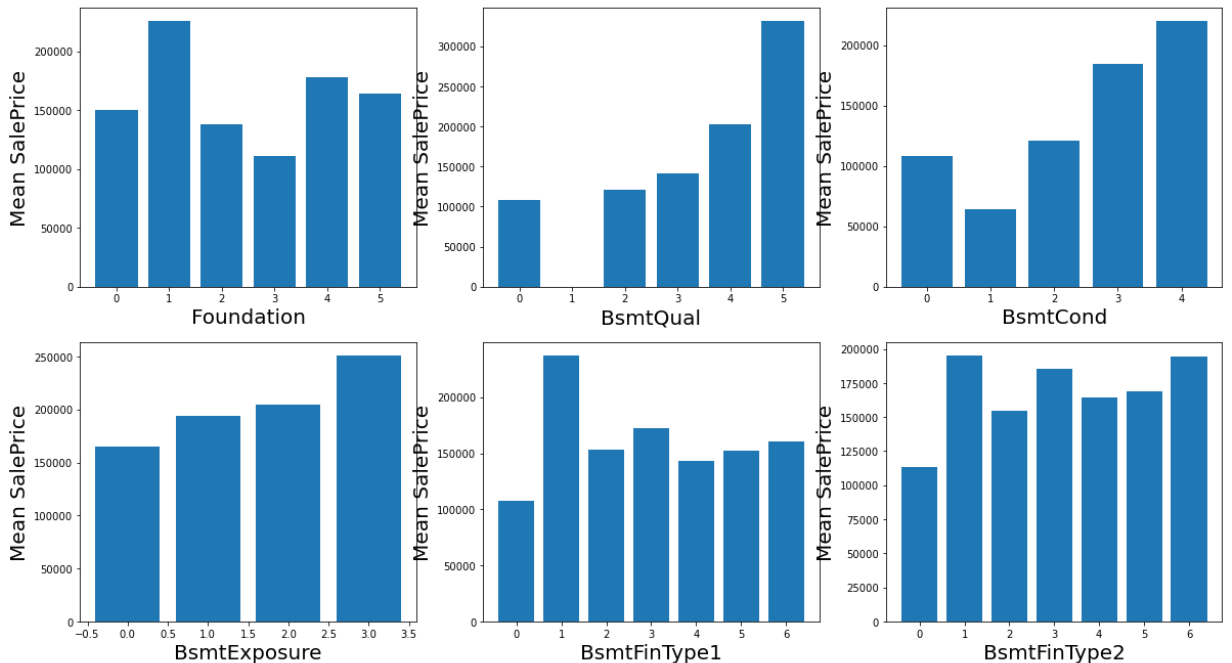 Mean SalePrice
200000
150000
100000
50000
0
0 1 2 3 4 5
Foundation
Mean SalePrice
300000
250000
200000
150000
100000
50000
0
0 1 2 3 4 5
BsmtQual
Mean SalePrice
200000
150000
100000
50000
0
0 1 2 3 4
BsmtCond
Mean SalePrice
250000
200000
150000
100000
50000
0
−0.5 0.0 0.5 1.0 1.5 2.0 2.5 3.0 3.5
BsmtExposure
Mean SalePrice
200000
150000
100000
50000
0
0 1 2 3 4 5 6
BsmtFinType1
Mean SalePrice
200000
175000
150000
125000
100000
75000
50000
25000
0
0 1 2 3 4 5 6
BsmtFinType2